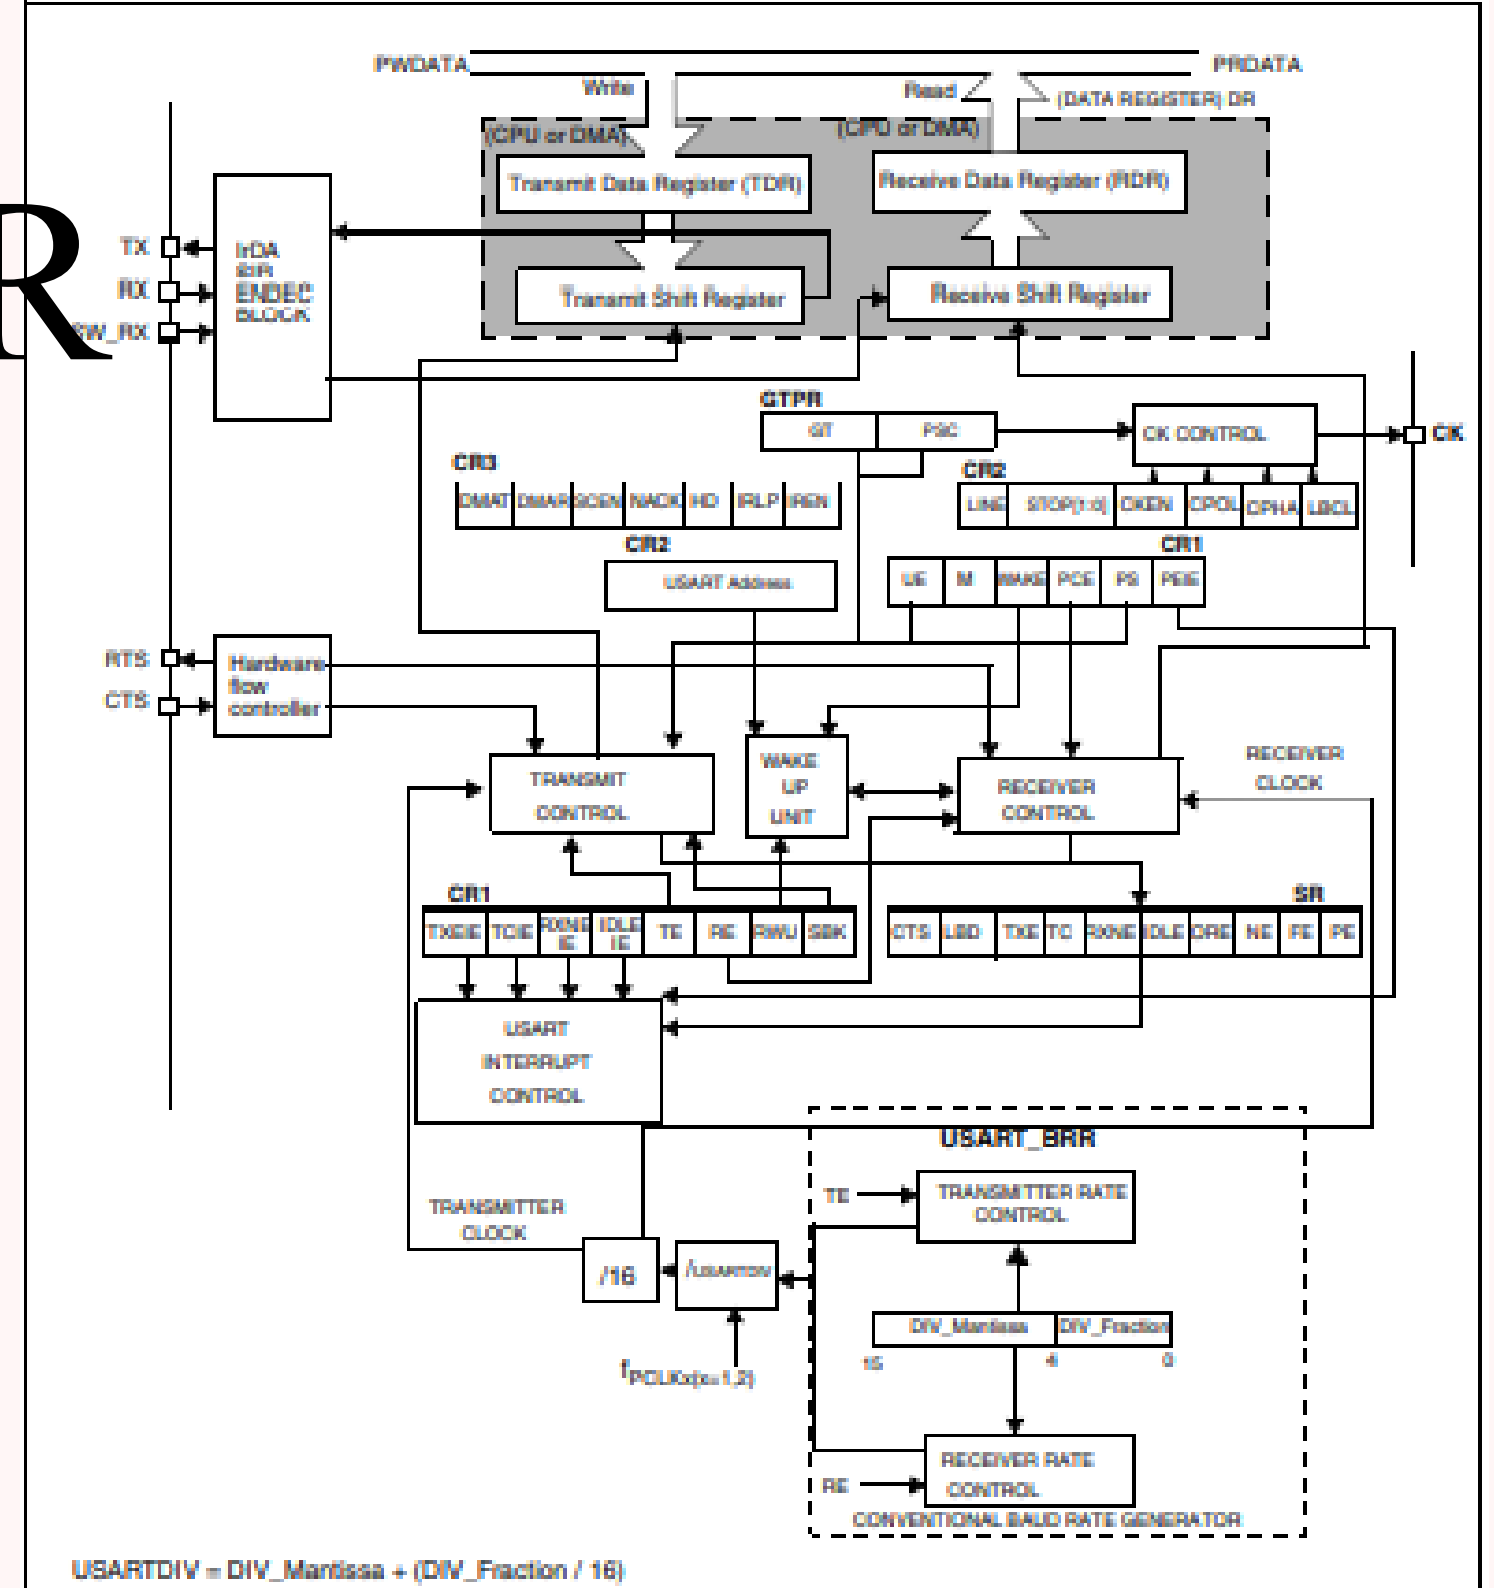 PWDATA
PRDATA
Write
Read
(DATA REGISTER) DR
(CPU or DMA)
(CPU or DMA)
Transmit Data Register (TDR)
Receive Data Register (RDR)
R
TX
RX
SW_RX
IrDA
SIR
ENDEC
BLOCK
Transmit Shift Register
Receive Shift Register
GTPR
GT
PSC
CK CONTROL
CK
CR3
DMAT DMAR SCEN NACK HD IRLP IREN
CR2
LINE STOP[1:0] CKEN CPOL CPHA LBCL
CR2
USART Address
CR1
UE M WAKE PCE PS PEIE
RTS
CTS
Hardware
flow
controller
TRANSMIT
CONTROL
WAKE
UP
UNIT
RECEIVER
CONTROL
RECEIVER
CLOCK
CR1
TXEIE TCIE RXNE IE IDLE IE TE RE RWU SBK
SR
CTS LBD TXE TC RXNE IDLE ORE NE FE PE
USART
INTERRUPT
CONTROL
USART_BRR
TE
TRANSMITTER RATE
CONTROL
TRANSMITTER
CLOCK
/16
/USARTDIV
DIV_Mantissa DIV_Fraction
15 4 0
fPCLKx(x=1,2)
RECEIVER RATE
CONTROL
RE
CONVENTIONAL BAUD RATE GENERATOR
USARTDIV = DIV_Mantissa + (DIV_Fraction / 16)